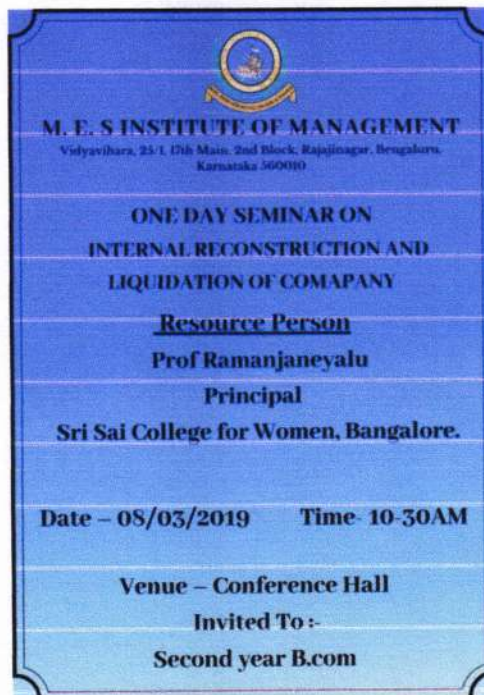 M. E. S INSTITUTE OF MANAGEMENT
Vidyavihara, 25/1, 17th Main, 2nd Block, Rajajinagar, Bengaluru,
Karnataka 560010
ONE DAY SEMINAR ON
INTERNAL RECONSTRUCTION AND
LIQUIDATION OF COMAPANY
Resource Person
Prof Ramanjaneyalu
Principal
Sri Sai College for Women, Bangalore.
Date – 08/03/2019 Time- 10-30AM
Venue – Conference Hall
Invited To :-
Second year B.com